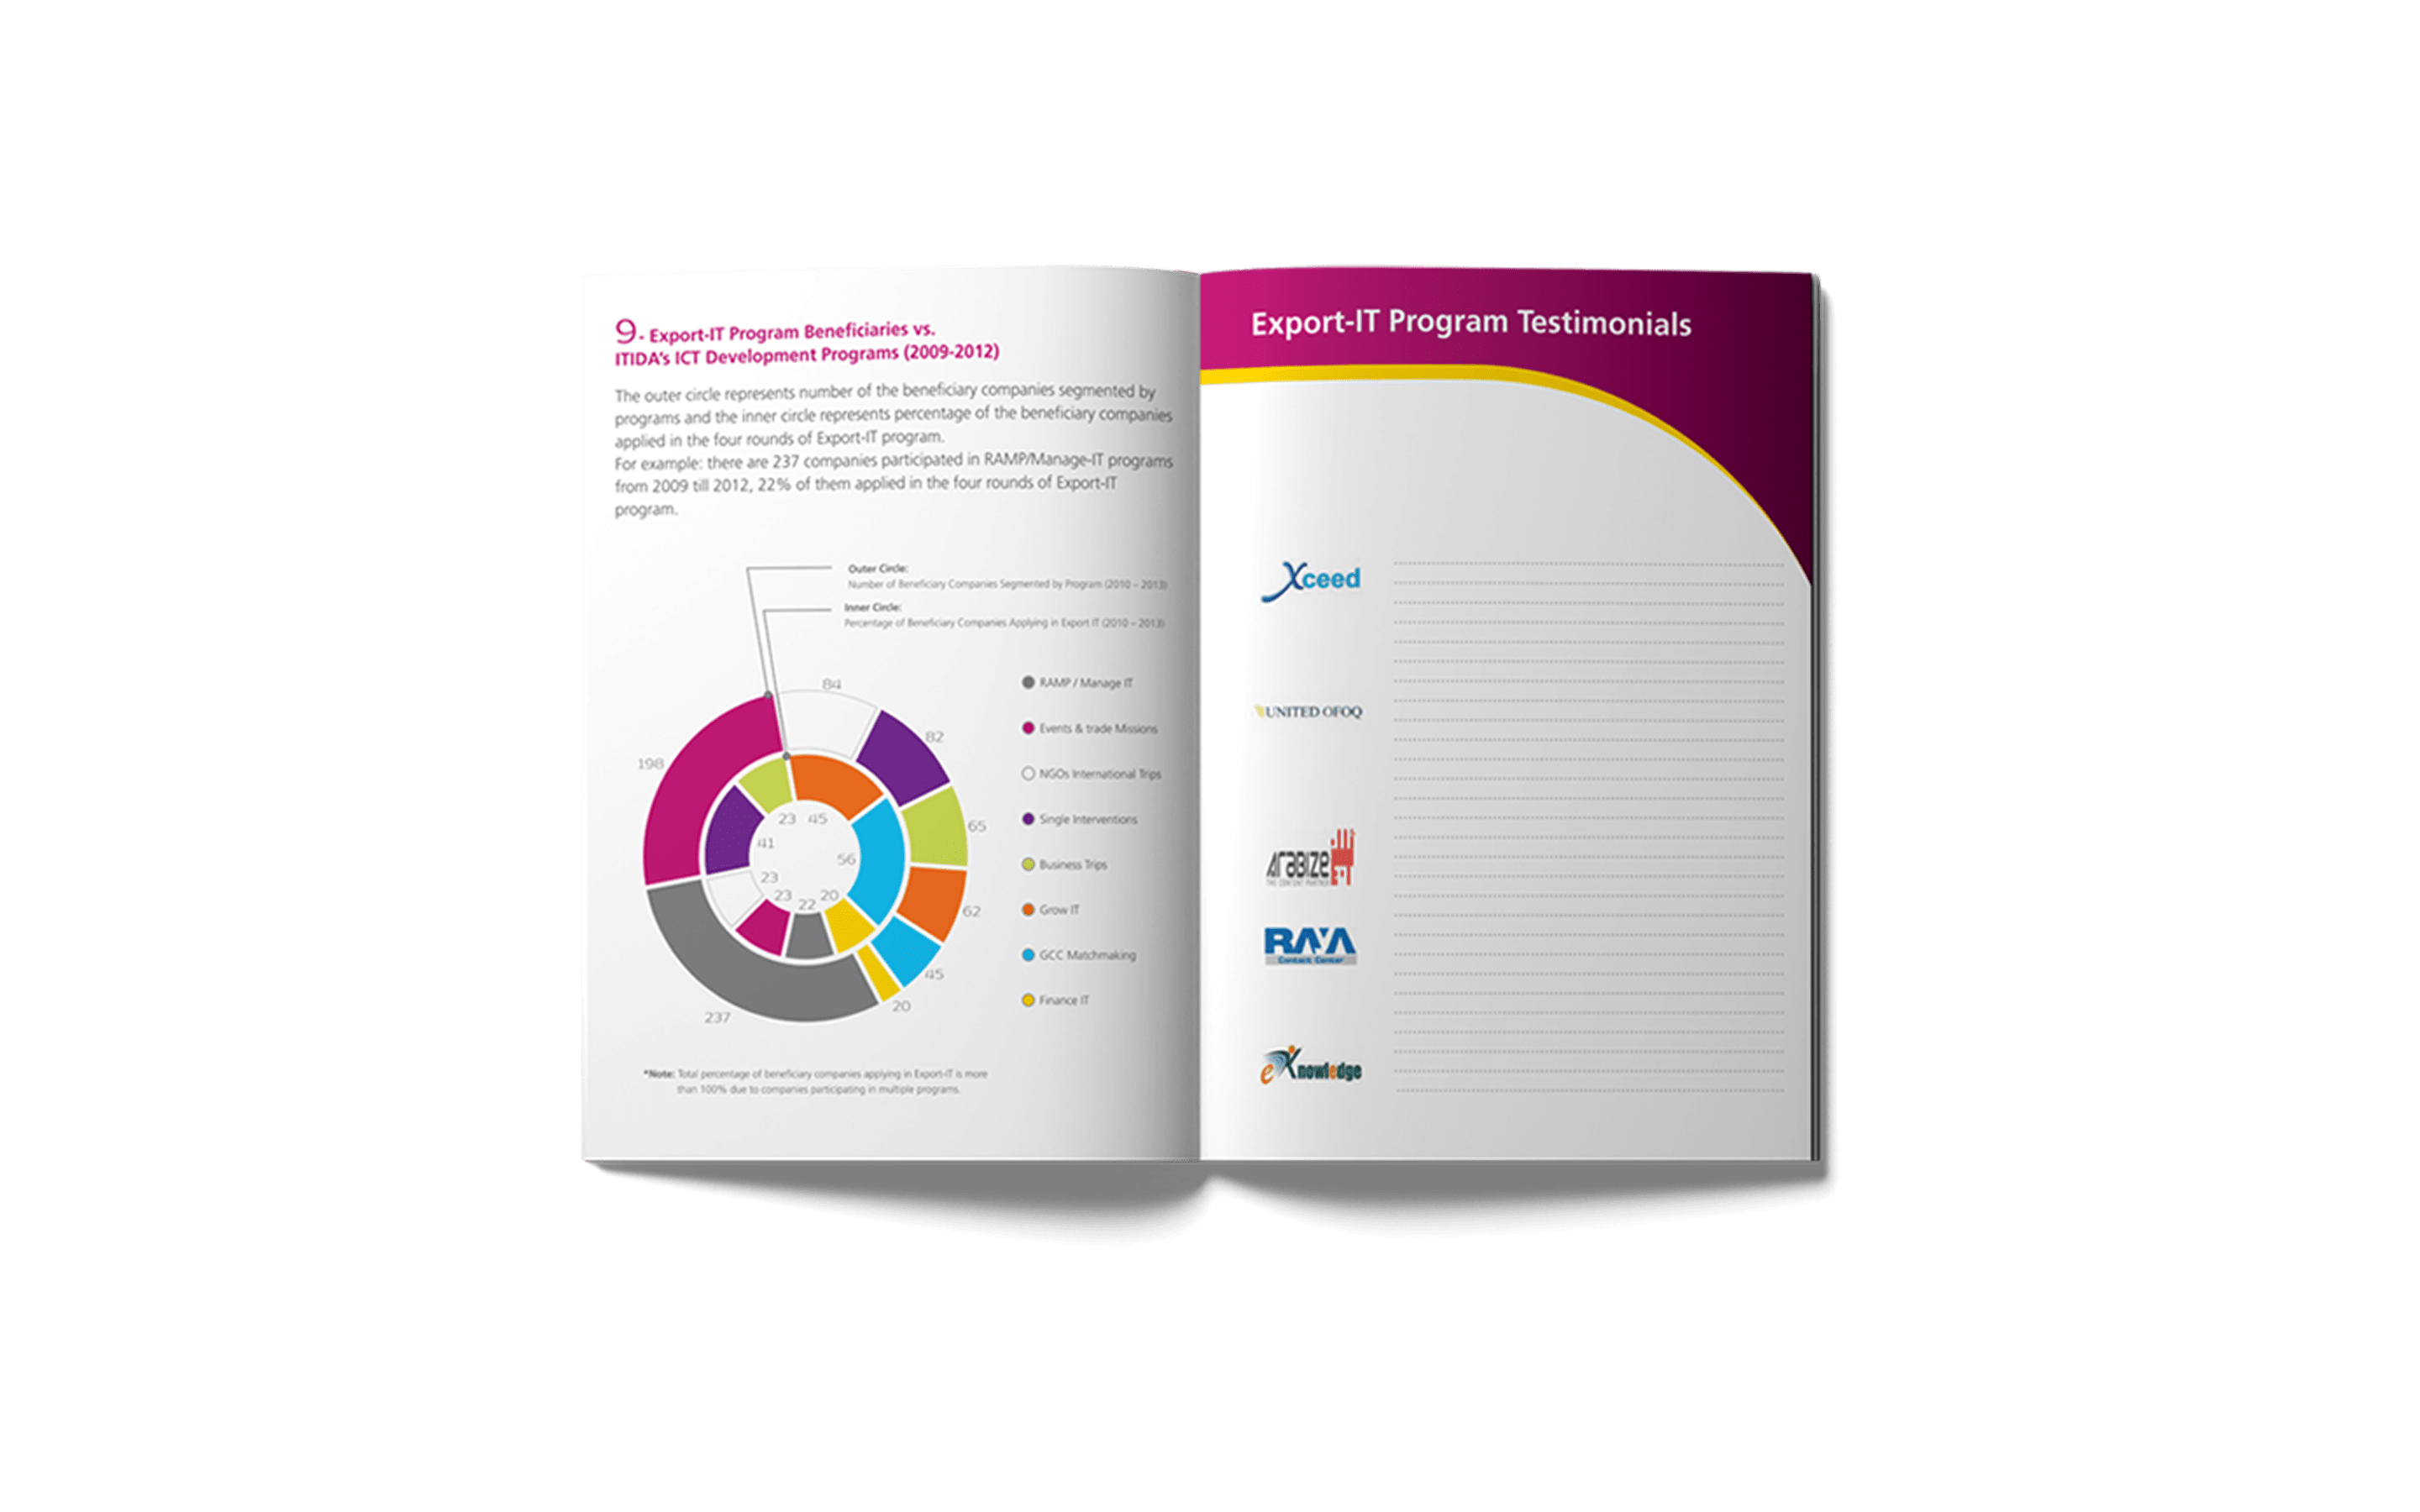 9- Export-IT Program Beneficiaries vs.
ITIDA's ICT Development Programs (2009-2012)
The outer circle represents number of the beneficiary companies segmented by
programs and the inner circle represents percentage of the beneficiary companies
applied in the four rounds of Export-IT program.
For example: there are 237 companies participated in RAMP/Manage-IT programs
from 2009 till 2012, 22% of them applied in the four rounds of Export-IT
program.
Outer Circle:
Number of Beneficiary Companies Segmented by Program (2010 – 2013)
Inner Circle:
Percentage of Beneficiary Companies Applying in Export IT (2010 – 2013)
84
82
198
65
62
45
20
237
23 45
41
56
23
23 22 20
RAMP / Manage IT
Events & trade Missions
NGOs International Trips
Single Interventions
Business Trips
Grow IT
GCC Matchmaking
Finance IT
*Note: Total percentage of beneficiary companies applying in Export-IT is more
than 100% due to companies participating in multiple programs.
Export-IT Program Testimonials
Xceed
UNITED OFOQ
Arabize
THE CONTENT PARTNER
RAYA
Contact Center
eKnowledge